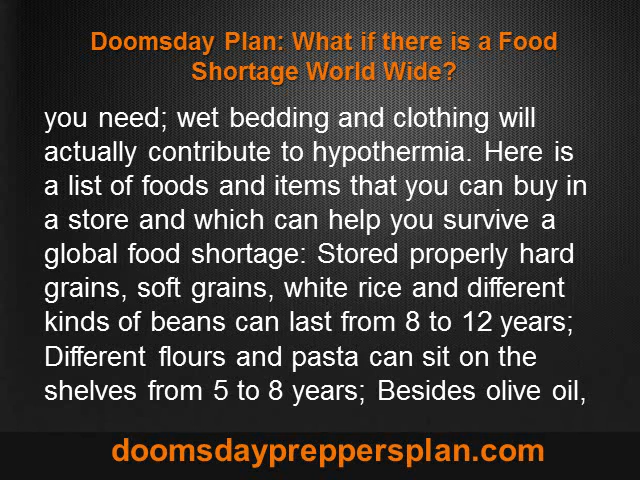 Doomsday Plan: What if there is a Food
Shortage World Wide?
you need; wet bedding and clothing will
actually contribute to hypothermia. Here is
a list of foods and items that you can buy in
a store and which can help you survive a
global food shortage: Stored properly hard
grains, soft grains, white rice and different
kinds of beans can last from 8 to 12 years;
Different flours and pasta can sit on the
shelves from 5 to 8 years; Besides olive oil,
doomsdaypreppersplan.com